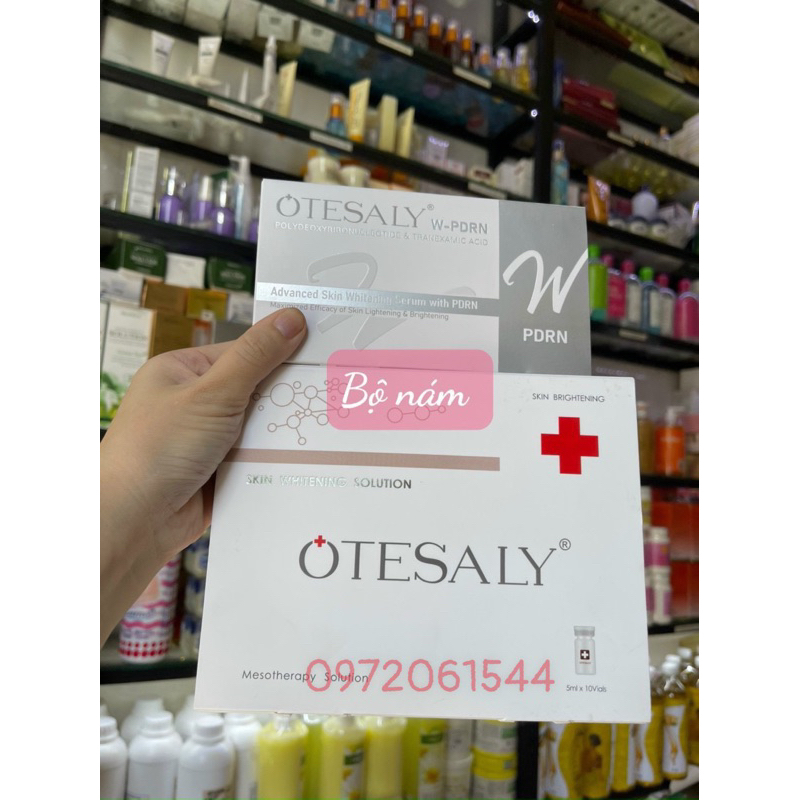 OTESALY® W-PDRN
POLYDEOXYRIBONUCLEOTIDE & TRANEXAMIC ACID
Advanced Skin Whitening Serum with PDRN
Maximized Efficacy of Skin Lightening & Brightening
W
PDRN
Bộ nám
SKIN BRIGHTENING
SKIN WHITENING SOLUTION
OTESALY®
Mesotherapy Solution
0972061544
5ml x 10Vials